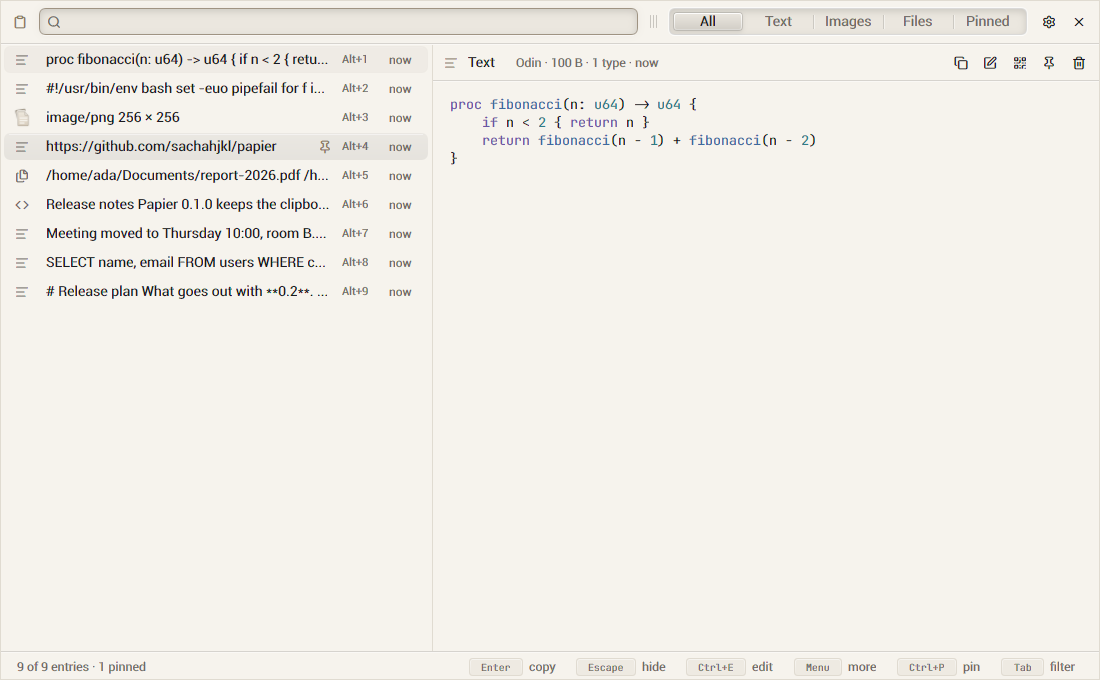 All Text Images Files Pinned
proc fibonacci(n: u64) -> u64 { if n < 2 { retu... Alt+1 now
#!/usr/bin/env bash set -euo pipefail for f i... Alt+2 now
image/png 256 × 256 Alt+3 now
https://github.com/sachahjkl/papier Alt+4 now
/home/ada/Documents/report-2026.pdf /h... Alt+5 now
Release notes Papier 0.1.0 keeps the clipbo... Alt+6 now
Meeting moved to Thursday 10:00, room B.... Alt+7 now
SELECT name, email FROM users WHERE c... Alt+8 now
# Release plan What goes out with **0.2**. ... Alt+9 now
Text Odin · 100 B · 1 type · now
proc fibonacci(n: u64) -> u64 {
if n < 2 { return n }
return fibonacci(n - 1) + fibonacci(n - 2)
}
9 of 9 entries · 1 pinned Enter copy Escape hide Ctrl+E edit Menu more Ctrl+P pin Tab filter